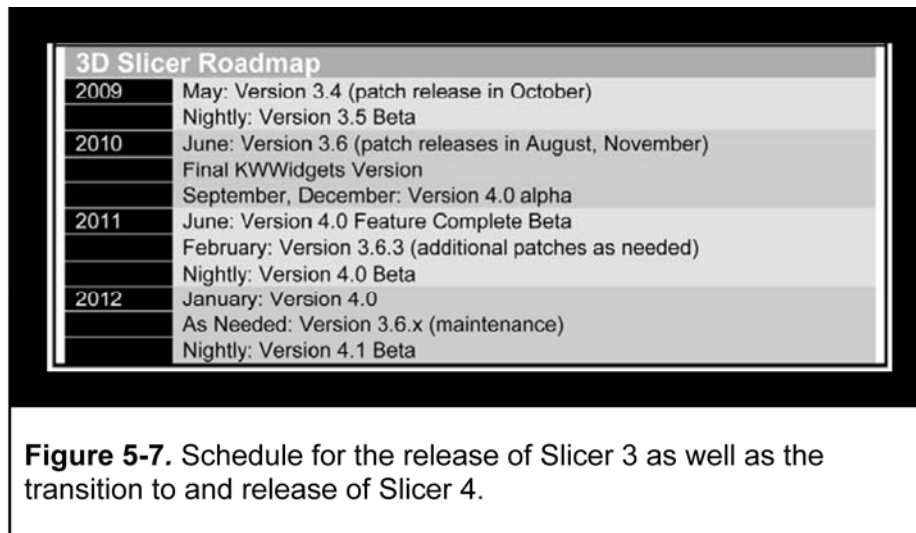 3D Slicer Roadmap
2009 May: Version 3.4 (patch release in October)
Nightly: Version 3.5 Beta
2010 June: Version 3.6 (patch releases in August, November)
Final KWWidgets Version
September, December: Version 4.0 alpha
2011 June: Version 4.0 Feature Complete Beta
February: Version 3.6.3 (additional patches as needed)
Nightly: Version 4.0 Beta
2012 January: Version 4.0
As Needed: Version 3.6.x (maintenance)
Nightly: Version 4.1 Beta
Figure 5-7. Schedule for the release of Slicer 3 as well as the
transition to and release of Slicer 4.